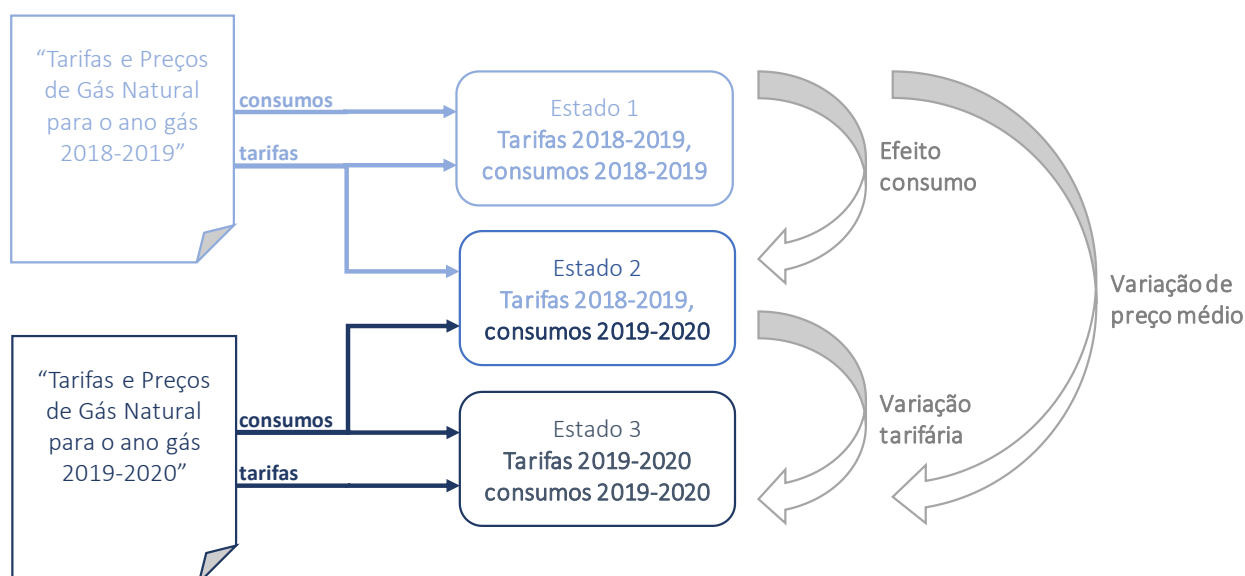 “Tarifas e Preços
de Gás Natural
para o ano gás
2018-2019”
consumos
tarifas
Estado 1
Tarifas 2018-2019,
consumos 2018-2019
Efeito
consumo
Estado 2
Tarifas 2018-2019,
consumos 2019-2020
Variação de
preço médio
“Tarifas e Preços
de Gás Natural
para o ano gás
2019-2020”
consumos
tarifas
Estado 3
Tarifas 2019-2020
consumos 2019-2020
Variação
tarifária